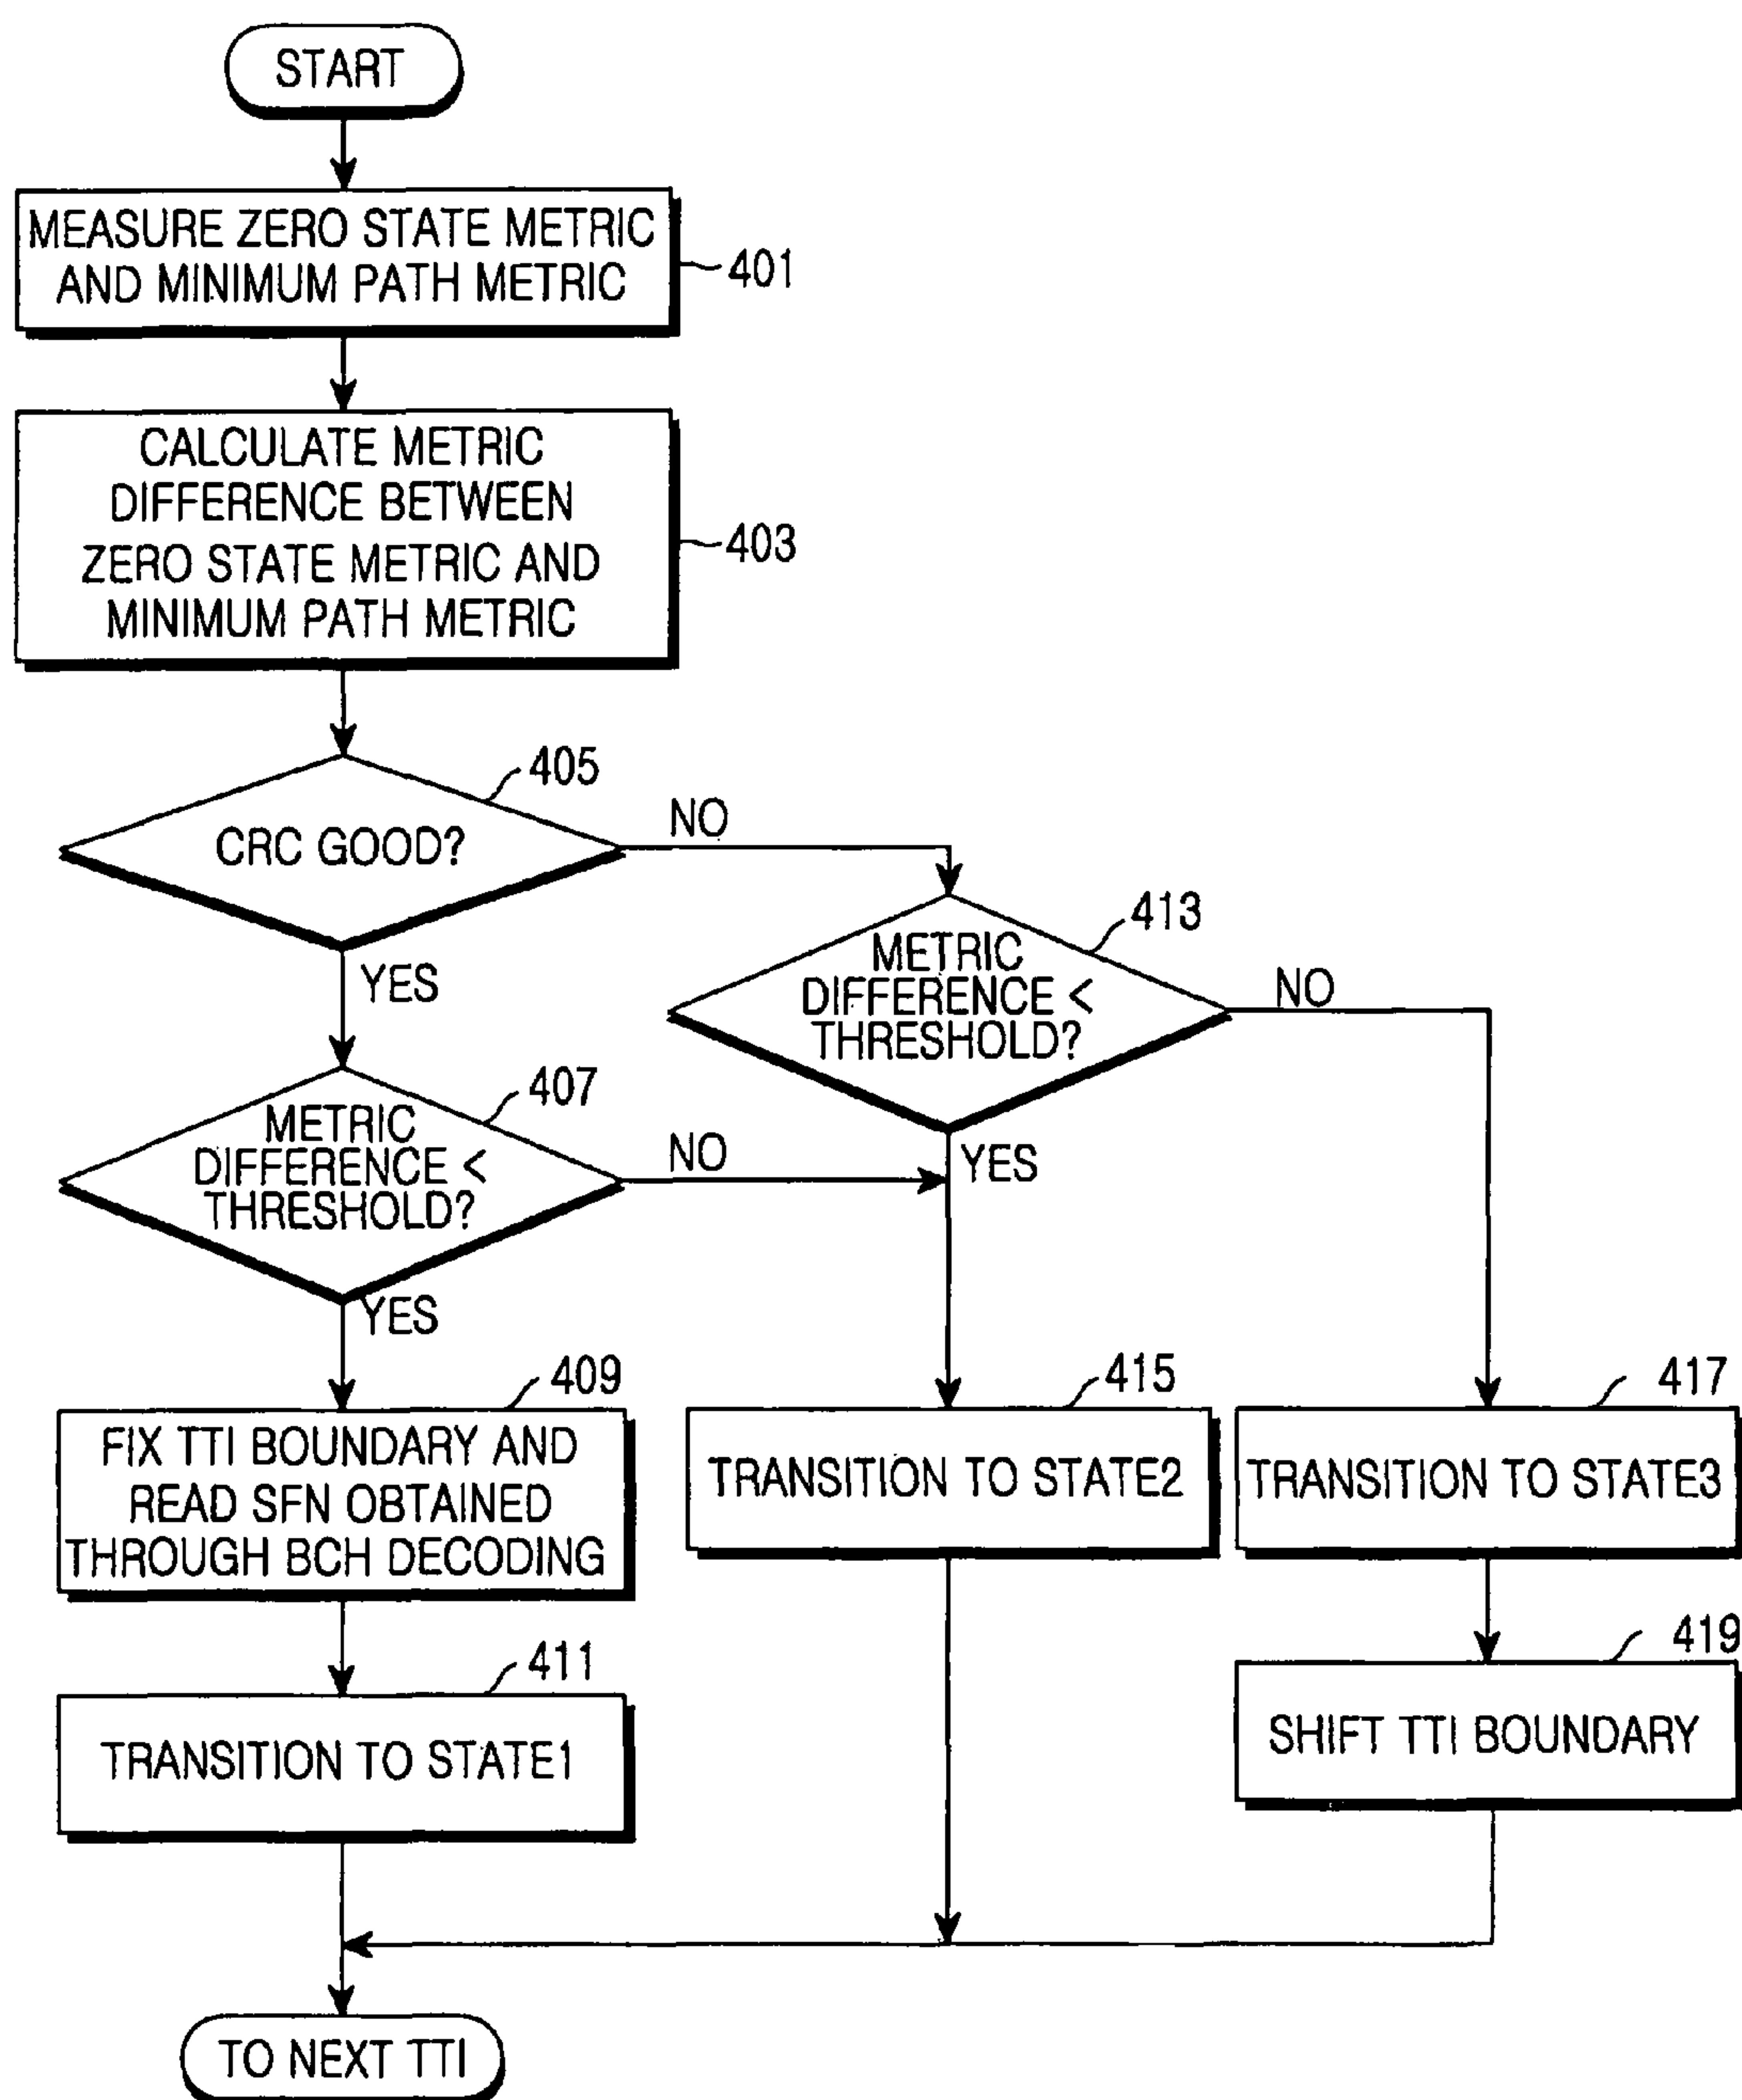 START
MEASURE ZERO STATE METRIC
AND MINIMUM PATH METRIC
401
CALCULATE METRIC
DIFFERENCE BETWEEN
ZERO STATE METRIC AND
MINIMUM PATH METRIC
403
405
CRC GOOD?
NO
YES
413
METRIC
DIFFERENCE <
THRESHOLD?
NO
YES
407
METRIC
DIFFERENCE <
THRESHOLD?
NO
YES
409
FIX TTI BOUNDARY AND
READ SFN OBTAINED
THROUGH BCH DECODING
415
TRANSITION TO STATE2
417
TRANSITION TO STATE3
411
TRANSITION TO STATE1
419
SHIFT TTI BOUNDARY
TO NEXT TTI